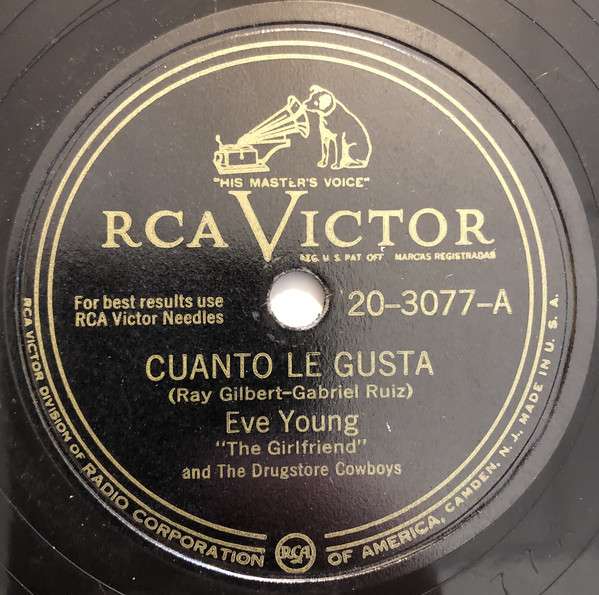 "HIS MASTER'S VOICE"
RCA VICTOR
REG. U. S. PAT. OFF. MARCAS REGISTRADAS
For best results use
RCA Victor Needles
20-3077-A
CUANTO LE GUSTA
(Ray Gilbert-Gabriel Ruiz)
Eve Young
"The Girlfriend"
and The Drugstore Cowboys
RCA VICTOR DIVISION OF RADIO CORPORATION OF AMERICA, CAMDEN, N. J., MADE IN U. S. A.
RCA